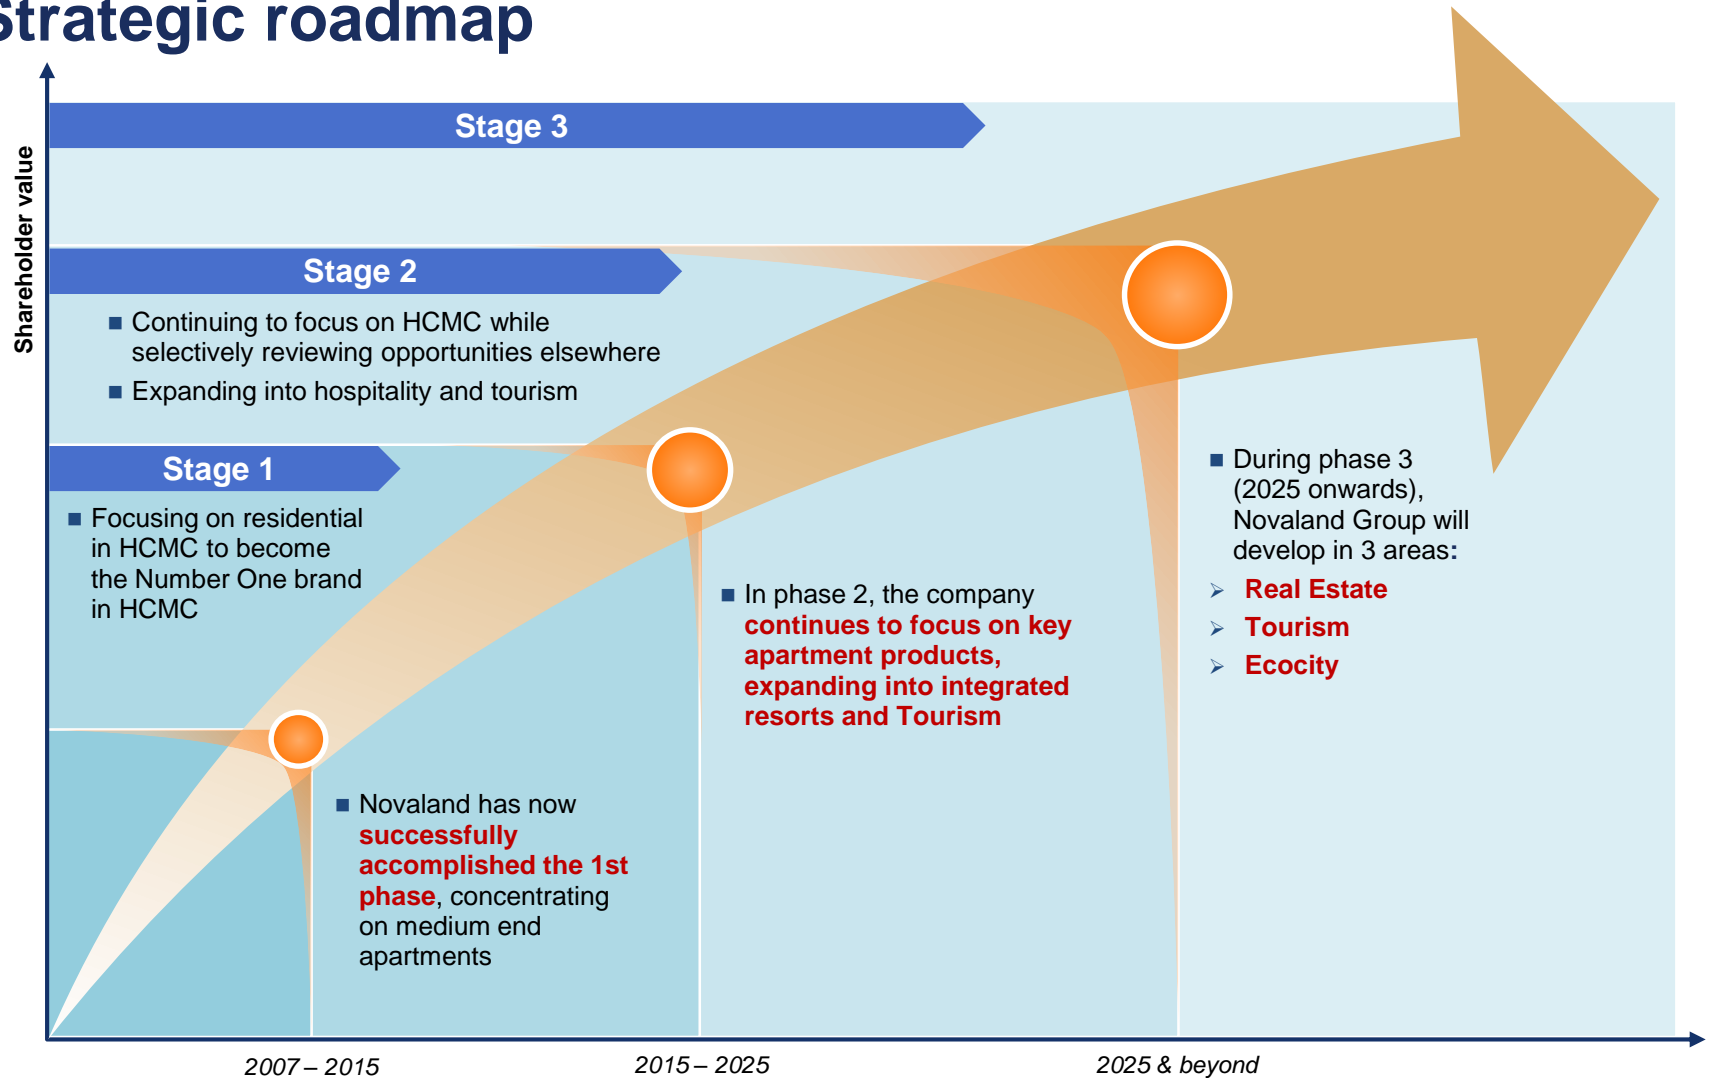 Strategic roadmap
Shareholder value
Stage 3
Stage 2
■ Continuing to focus on HCMC while
selectively reviewing opportunities elsewhere
■ Expanding into hospitality and tourism
Stage 1
■ Focusing on residential
in HCMC to become
the Number One brand
in HCMC
■ Novaland has now
successfully
accomplished the 1st
phase, concentrating
on medium end
apartments
■ In phase 2, the company
continues to focus on key
apartment products,
expanding into integrated
resorts and Tourism
■ During phase 3
(2025 onwards),
Novaland Group will
develop in 3 areas:
➢ Real Estate
➢ Tourism
➢ Ecocity
2007 – 2015
2015 – 2025
2025 & beyond